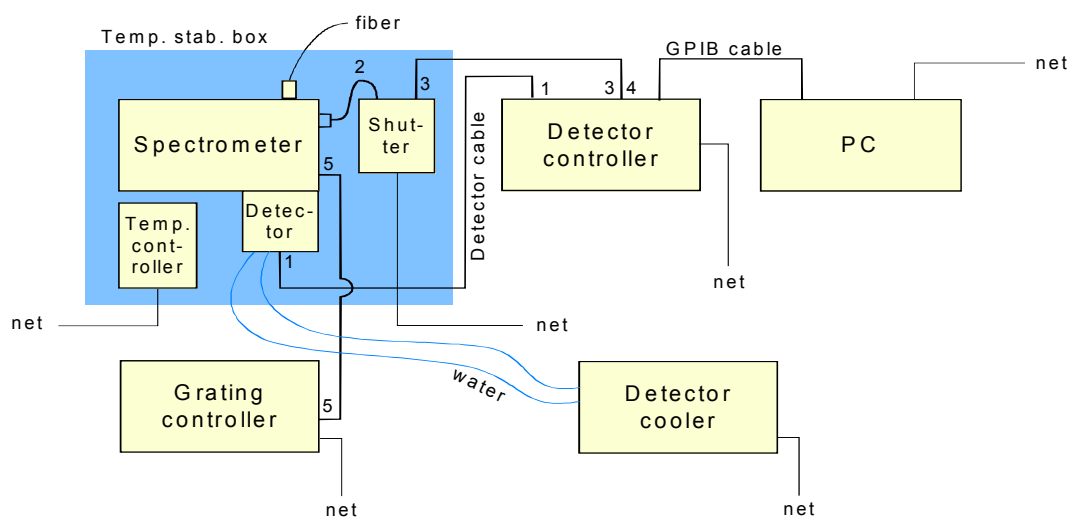 fiber
Temp. stab. box
GPIB cable
net
2
3
1
3 4
Spectrometer
Shut-
ter
Detector
controller
PC
5
Detector cable
Detec-
tor
Temp.
cont-
roller
1
net
net
net
water
Grating
controller
5
Detector
cooler
net
net